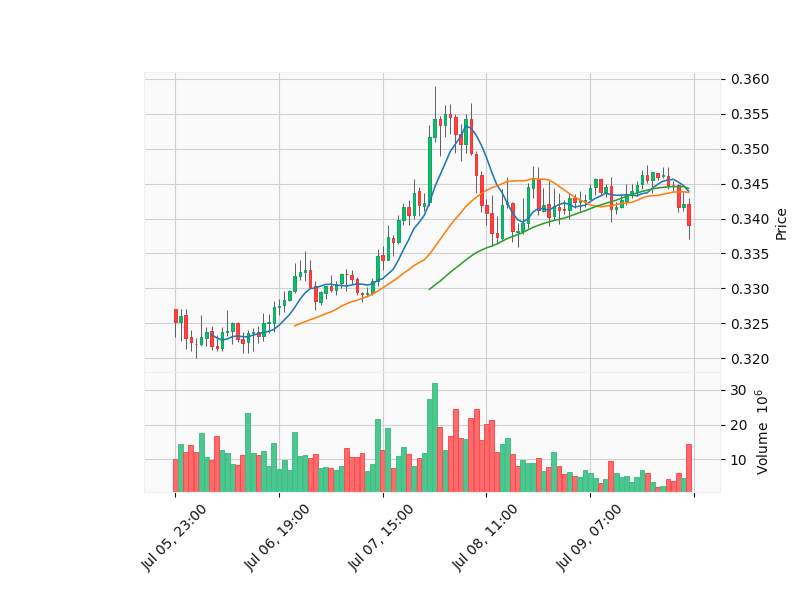 0.360
0.355
0.350
0.345
0.340
0.335
0.330
0.325
0.320
Price
30
20
10
Volume 10^6
Jul 05, 23:00
Jul 06, 19:00
Jul 07, 15:00
Jul 08, 11:00
Jul 09, 07:00